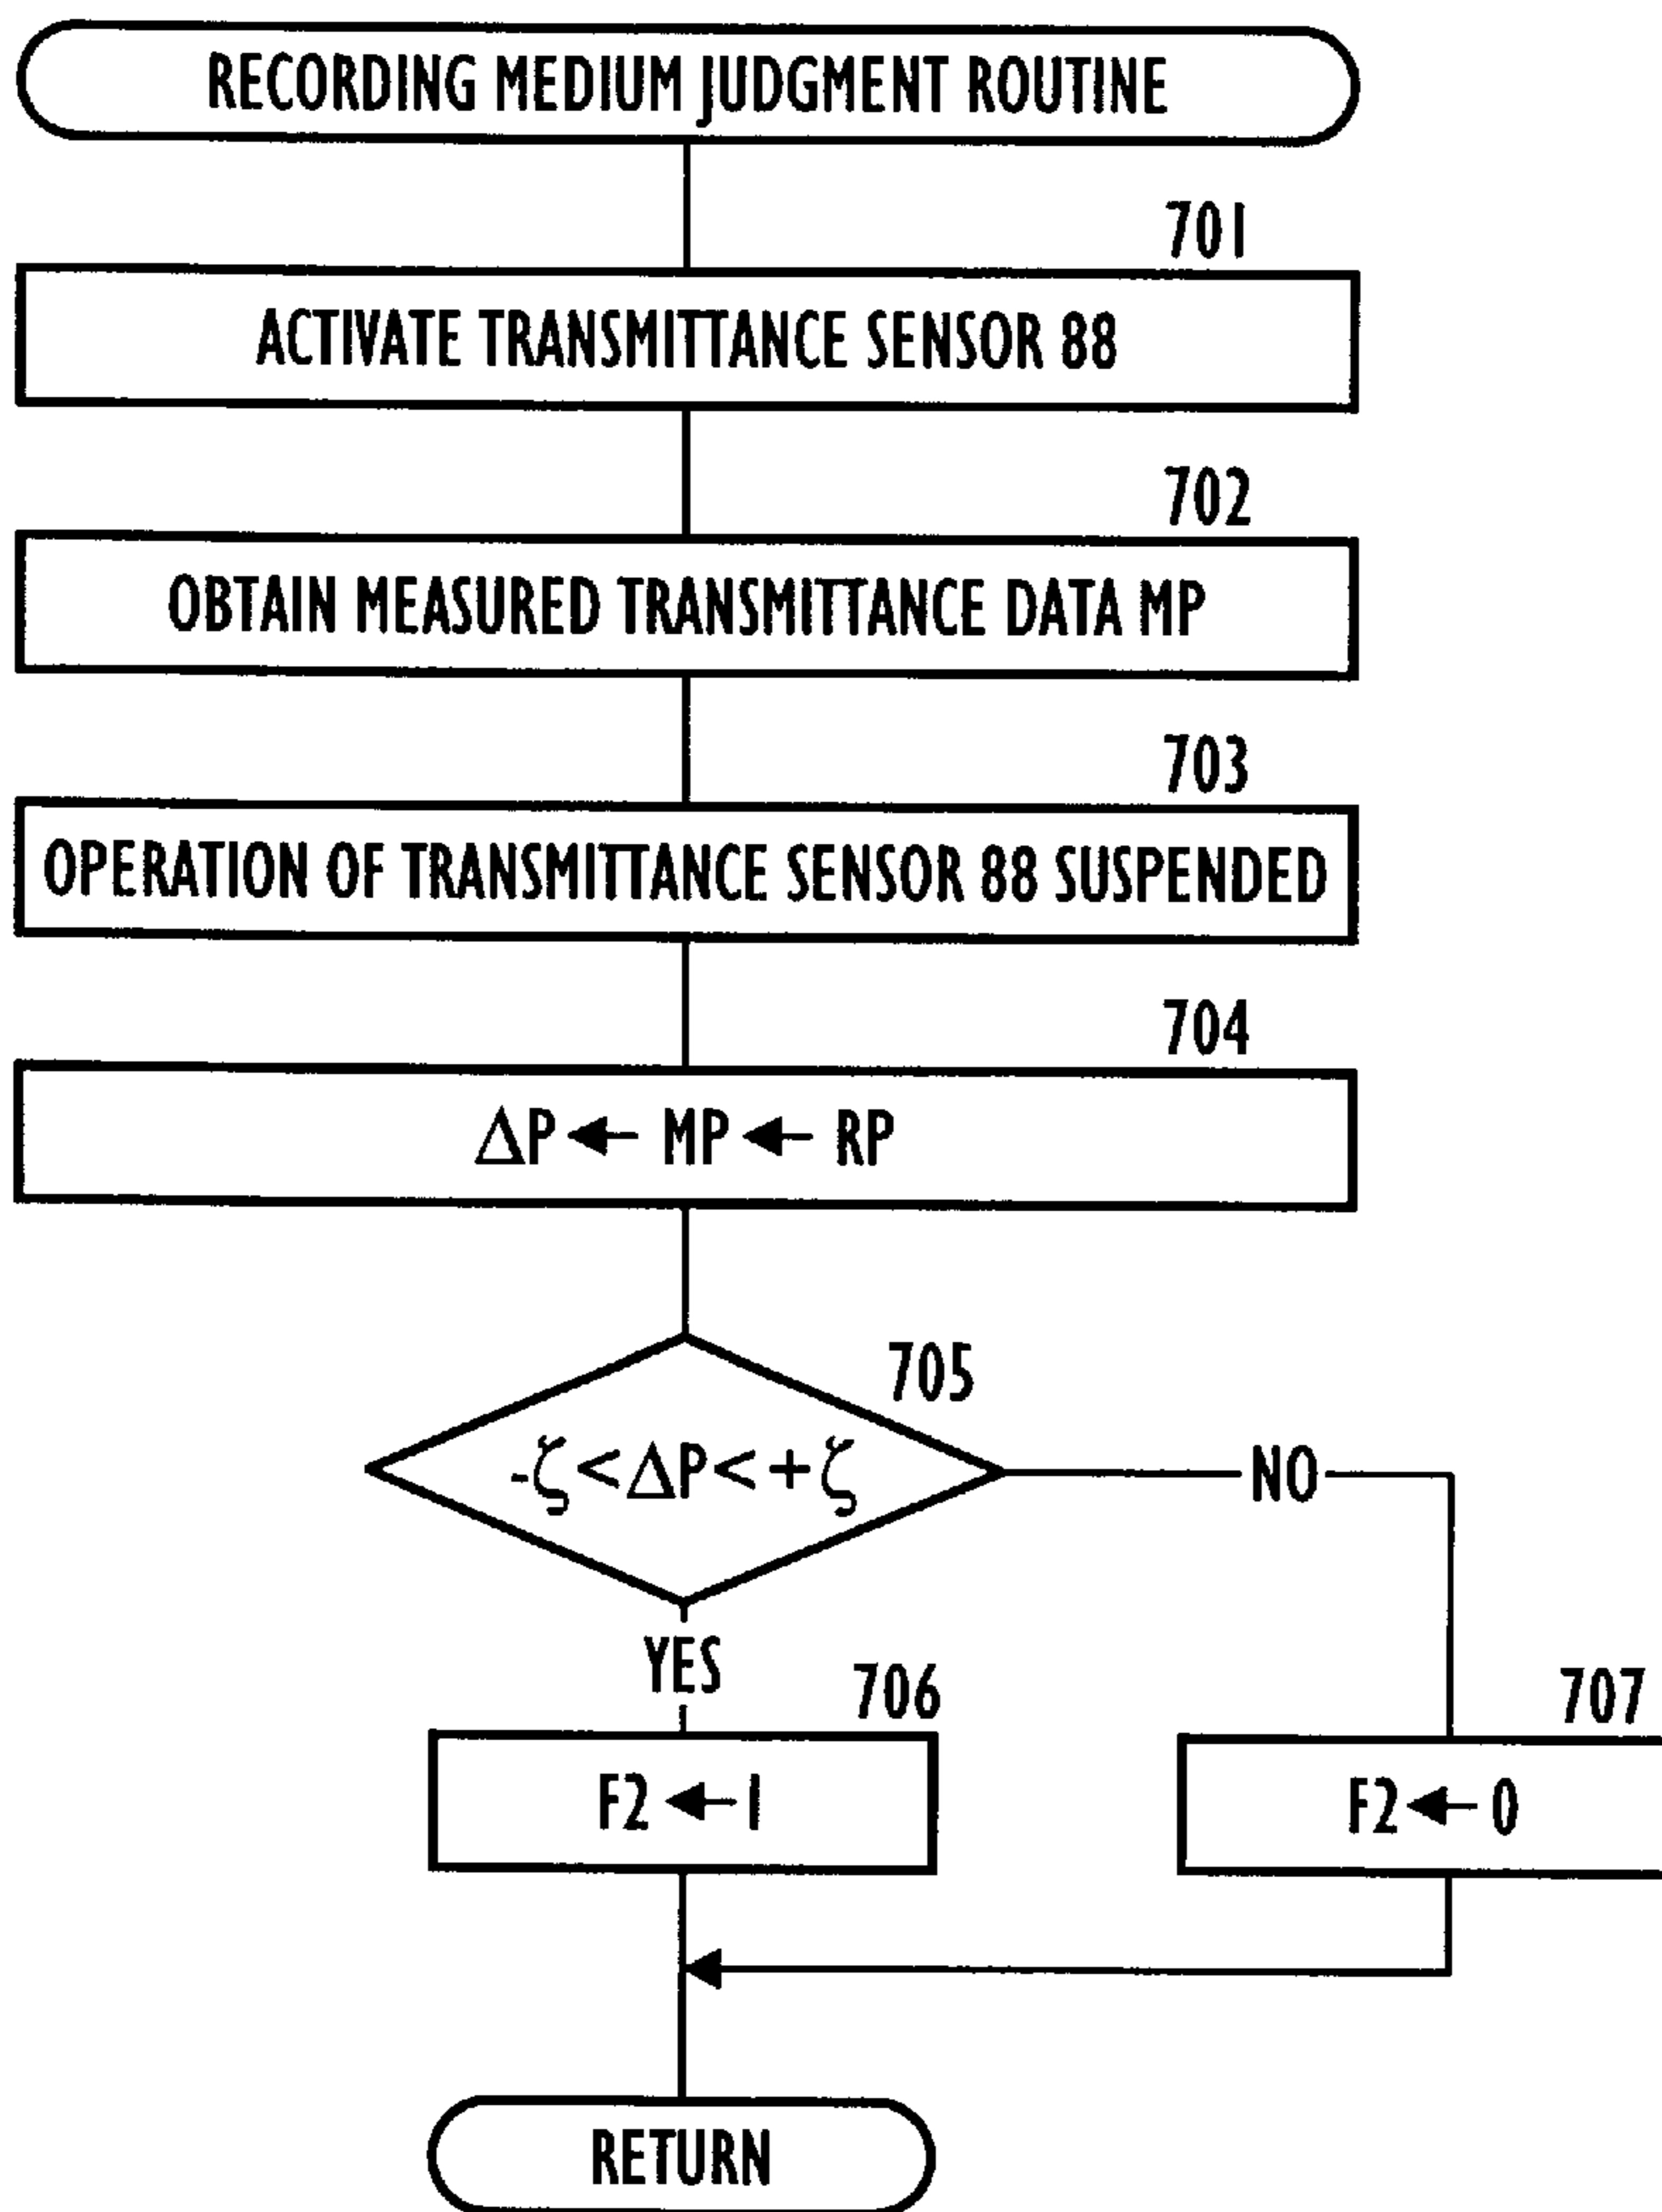 RECORDING MEDIUM JUDGMENT ROUTINE
701
ACTIVATE TRANSMITTANCE SENSOR 88
702
OBTAIN MEASURED TRANSMITTANCE DATA MP
703
OPERATION OF TRANSMITTANCE SENSOR 88 SUSPENDED
704
ΔP ← MP ← RP
705
-ζ < ΔP < +ζ
NO
YES
706
707
F2 ← 1
F2 ← 0
RETURN